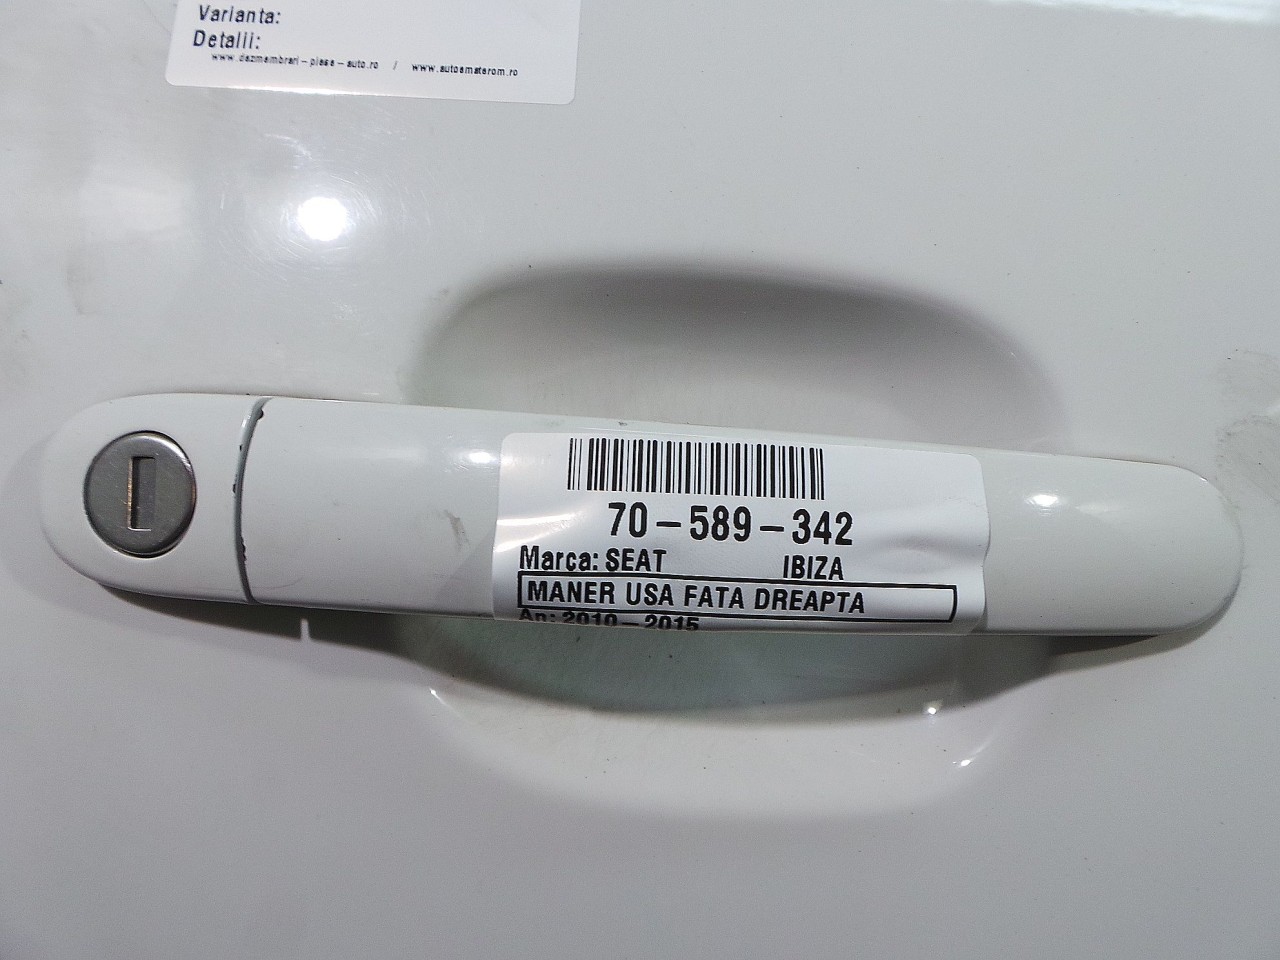 Varianta:
Detalii:
www.dezmembrari-piese-auto.ro / www.autoamaterom.ro
70-589-342
Marca: SEAT IBIZA
MANER USA FATA DREAPTA
An: 2010-2015